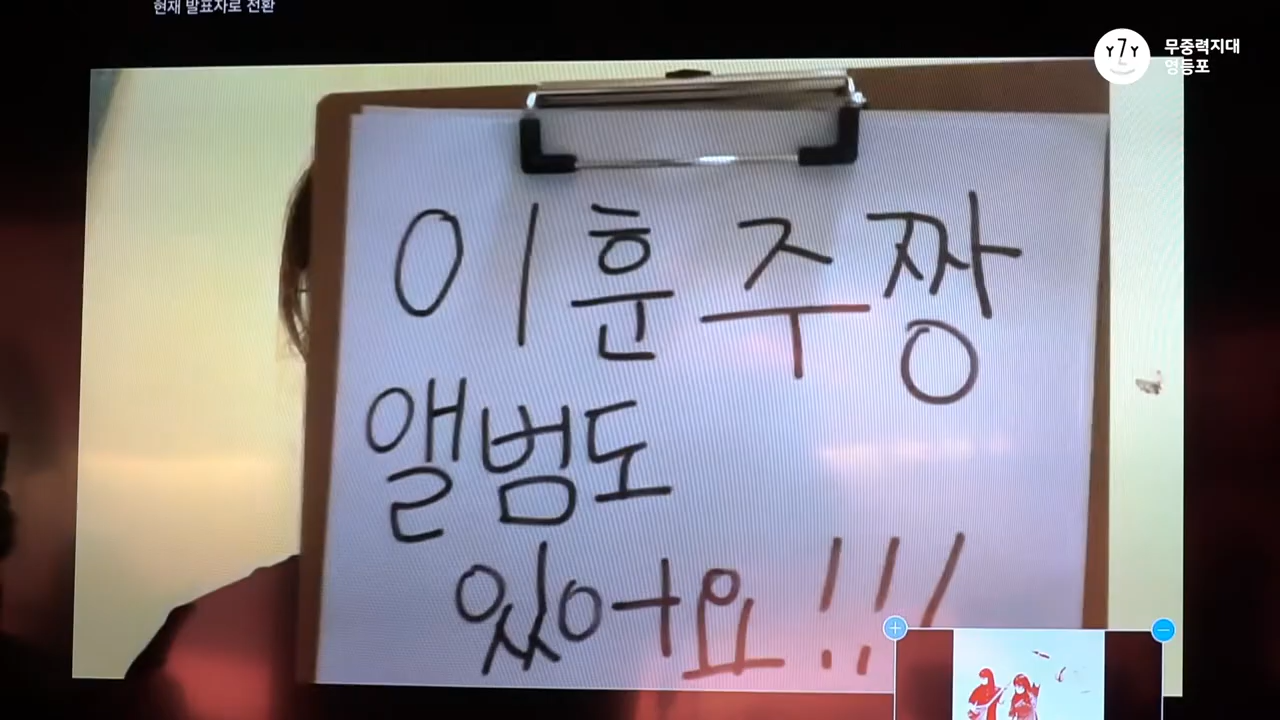 현재 발표자로 전환
무중력지대
영등포
이훈주짱
앨범도
있어요!!!